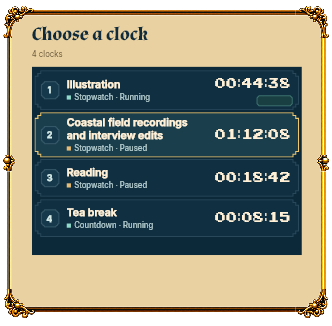 Choose a clock
4 clocks
1
Illustration
Stopwatch · Running
00:44:38
2
Coastal field recordings
and interview edits
Stopwatch · Paused
01:12:08
3
Reading
Stopwatch · Paused
00:18:42
4
Tea break
Countdown · Running
00:08:15